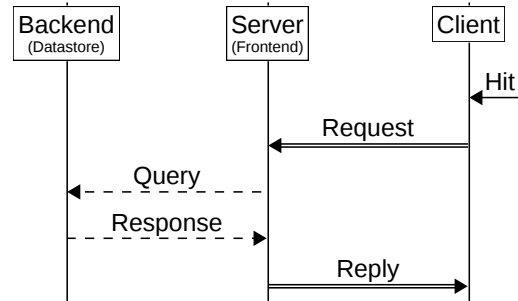 Backend
(Datastore)
Server
(Frontend)
Client
Hit
Request
Query
Response
Reply